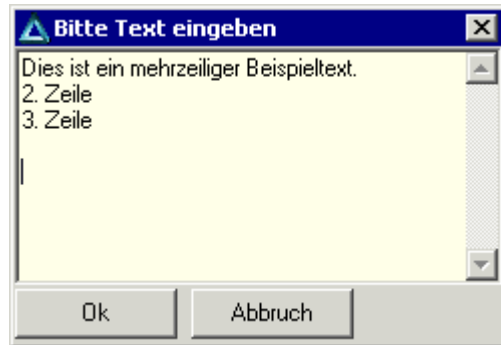 Bitte Text eingeben
Dies ist ein mehrzeiliger Beispieltext.
2. Zeile
3. Zeile
Ok
Abbruch